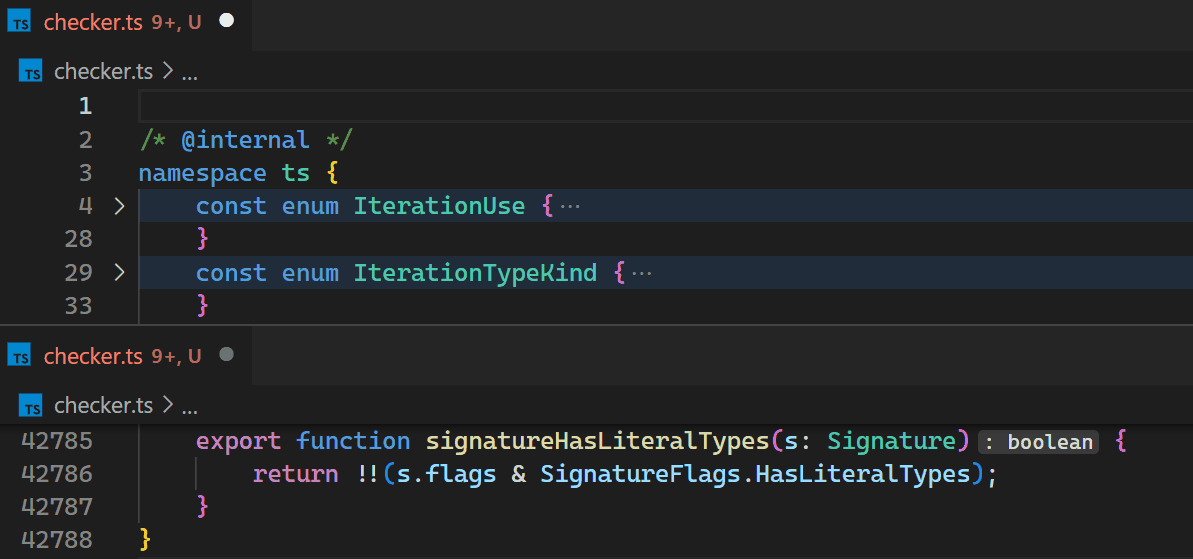 TS checker.ts 9+, U
TS checker.ts > ...
1
2 /* @internal */
3 namespace ts {
4 > const enum IterationUse { ...
28 }
29 > const enum IterationTypeKind { ...
33 }
TS checker.ts 9+, U
TS checker.ts > ...
42785 export function signatureHasLiteralTypes(s: Signature) : boolean {
42786 return !!(s.flags & SignatureFlags.HasLiteralTypes);
42787 }
42788 }